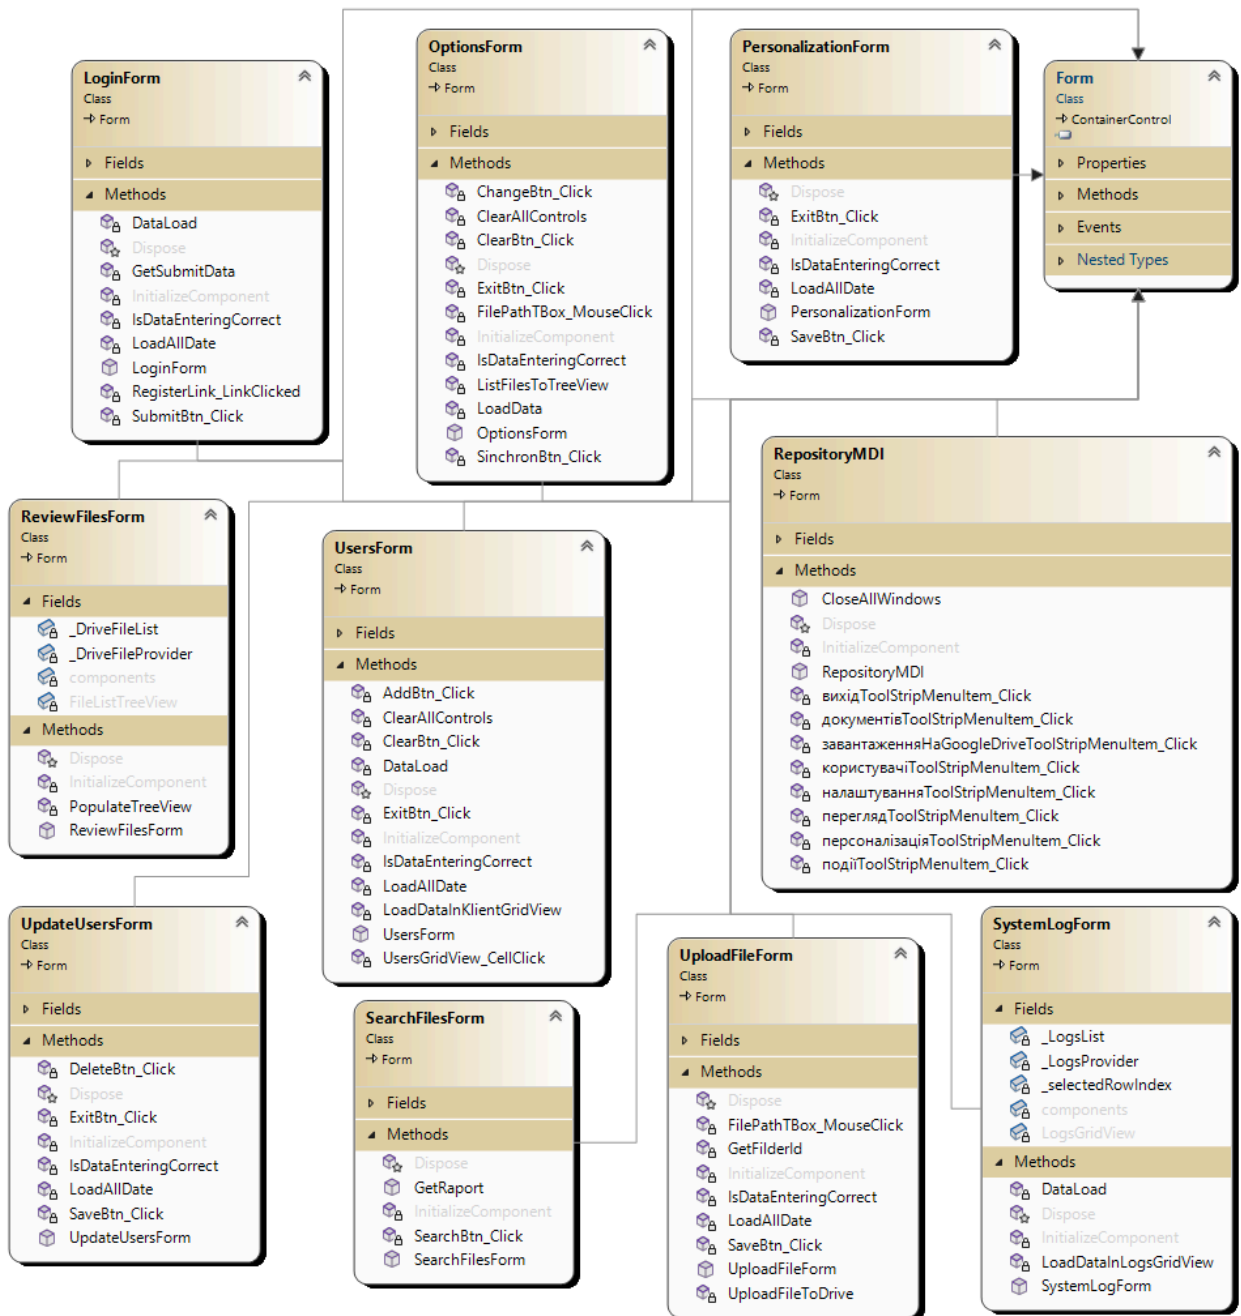 LoginForm
Class
Form
Fields
Methods
DataLoad
Dispose
GetSubmitData
InitializeComponent
IsDataEnteringCorrect
LoadAllDate
LoginForm
RegisterLink_LinkClicked
SubmitBtn_Click
OptionsForm
Class
Form
Fields
Methods
ChangeBtn_Click
ClearAllControls
ClearBtn_Click
Dispose
ExitBtn_Click
FilePathTBox_MouseClick
InitializeComponent
IsDataEnteringCorrect
ListFilesToTreeView
LoadData
OptionsForm
SinchronBtn_Click
PersonalizationForm
Class
Form
Fields
Methods
Dispose
ExitBtn_Click
InitializeComponent
IsDataEnteringCorrect
LoadAllDate
PersonalizationForm
SaveBtn_Click
Form
Class
ContainerControl
Properties
Methods
Events
Nested Types
ReviewFilesForm
Class
Form
Fields
_DriveFileList
_DriveFileProvider
components
FileListTreeView
Methods
Dispose
InitializeComponent
PopulateTreeView
ReviewFilesForm
UsersForm
Class
Form
Fields
Methods
AddBtn_Click
ClearAllControls
ClearBtn_Click
DataLoad
Dispose
ExitBtn_Click
InitializeComponent
IsDataEnteringCorrect
LoadAllDate
LoadDataInKlientGridView
UsersForm
UsersGridView_CellClick
RepositoryMDI
Class
Form
Fields
Methods
CloseAllWindows
Dispose
InitializeComponent
RepositoryMDI
вихідToolStripMenuItem_Click
документівToolStripMenuItem_Click
завантаженняНаGoogleDriveToolStripMenuItem_Click
користувачіToolStripMenuItem_Click
налаштуванняToolStripMenuItem_Click
переглядToolStripMenuItem_Click
персоналізаціяToolStripMenuItem_Click
подіїToolStripMenuItem_Click
UpdateUsersForm
Class
Form
Fields
Methods
DeleteBtn_Click
Dispose
ExitBtn_Click
InitializeComponent
IsDataEnteringCorrect
LoadAllDate
SaveBtn_Click
UpdateUsersForm
SearchFilesForm
Class
Form
Fields
Methods
Dispose
GetRaport
InitializeComponent
SearchBtn_Click
SearchFilesForm
UploadFileForm
Class
Form
Fields
Methods
Dispose
FilePathTBox_MouseClick
GetFilderId
InitializeComponent
IsDataEnteringCorrect
LoadAllDate
SaveBtn_Click
UploadFileForm
UploadFileToDrive
SystemLogForm
Class
Form
Fields
_LogsList
_LogsProvider
_selectedRowIndex
components
LogsGridView
Methods
DataLoad
Dispose
InitializeComponent
LoadDataInLogsGridView
SystemLogForm